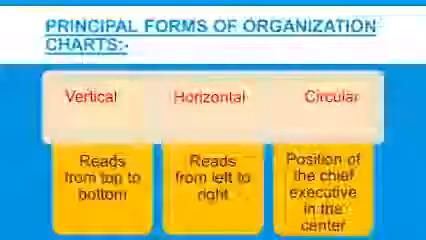 PRINCIPAL FORMS OF ORGANIZATION
CHARTS:-
Vertical Horizontal Circular
Reads
from top to
bottom
Reads
from left to
right
Position of
the chief
executive
in the
center